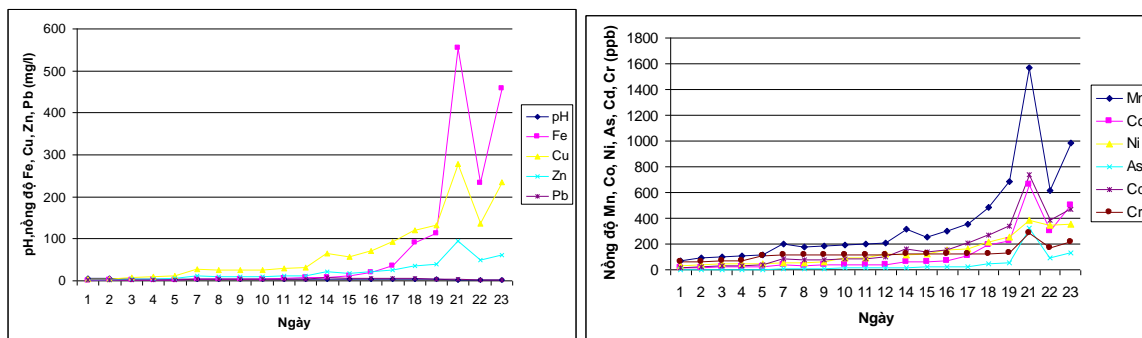 600
500
400
300
200
100
0
pH,nồng độ Fe, Cu, Zn, Pb (mg/l)
1 2 3 4 5 7 8 9 10 11 12 14 15 16 17 18 19 21 22 23
Ngày
pH
Fe
Cu
Zn
Pb
1800
1600
1400
1200
1000
800
600
400
200
0
Nồng độ Mn, Co, Ni, As, Cd, Cr (ppb)
1 2 3 4 5 7 8 9 10 11 12 14 15 16 17 18 19 21 22 23
Ngày
Mn
Co
Ni
As
Cr